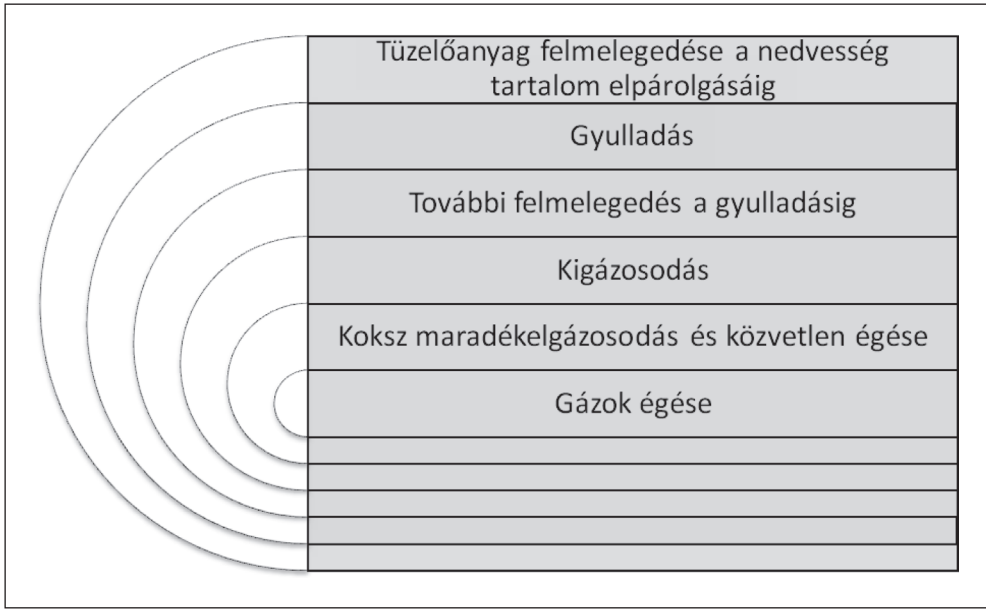 Tüzelőanyag felmelegedése a nedvesség
tartalom elpárolgásáig
Gyulladás
További felmelegedés a gyulladásig
Kigázosodás
Koksz maradékelgázosodás és közvetlen égése
Gázok égése